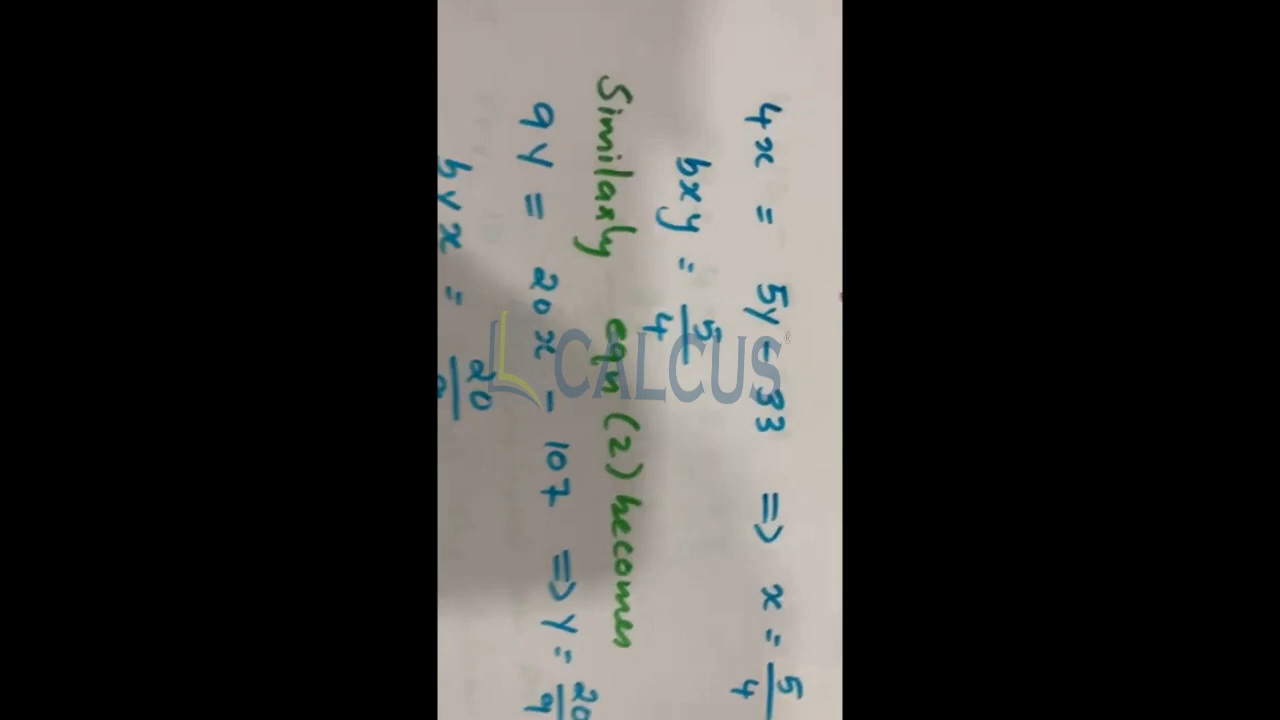 4x = 5y - 33 => x = 5/4
bxy = 5/4
Similarly eqn (2) becomes
9y = 20x - 107 => y = 20/9
byx = 20/
CALCUS®